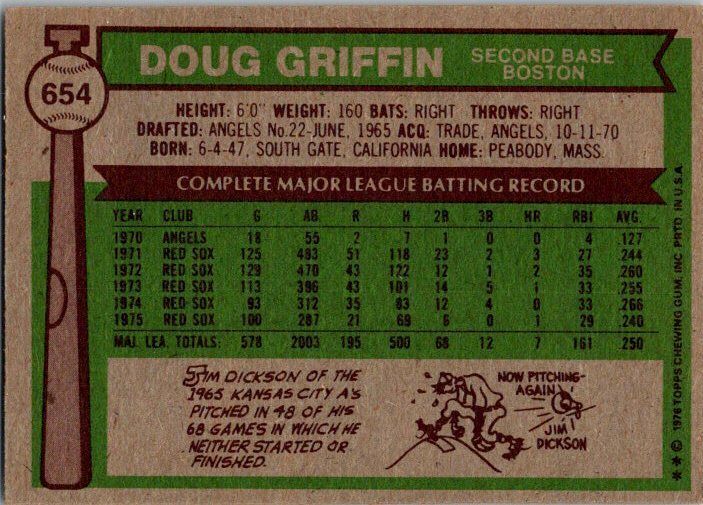 DOUG GRIFFIN
SECOND BASE
BOSTON
654
HEIGHT: 6'0" WEIGHT: 160 BATS: RIGHT THROWS: RIGHT
DRAFTED: ANGELS No. 22-JUNE, 1965 ACQ: TRADE, ANGELS, 10-11-70
BORN: 6-4-47, SOUTH GATE, CALIFORNIA HOME: PEABODY, MASS.
COMPLETE MAJOR LEAGUE BATTING RECORD
YEAR CLUB G AB R H 2B 3B HR RBI AVG.
1970 ANGELS 18 55 2 7 1 0 0 4 .127
1971 RED SOX 125 483 51 118 23 2 3 27 .244
1972 RED SOX 129 470 43 122 12 1 2 35 .260
1973 RED SOX 113 396 43 101 14 5 1 33 .255
1974 RED SOX 93 312 35 83 12 4 0 33 .266
1975 RED SOX 100 287 21 69 6 0 1 29 .240
MAJ. LEA. TOTALS: 578 2003 195 500 68 12 7 161 .250
JIM DICKSON OF THE
1965 KANSAS CITY A's
PITCHED IN 48 OF HIS
68 GAMES IN WHICH HE
NEITHER STARTED OR
FINISHED.
NOW PITCHING-
AGAIN
JIM
DICKSON
** © 1976 TOPPS CHEWING GUM, INC. PRTD. IN U.S.A.